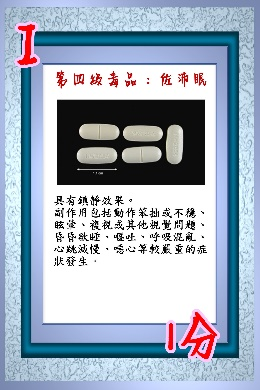 I
第四級毒品：佐沛眠
具有鎮靜效果。
副作用包括動作笨拙或不穩、
眩暈、複視或其他視覺問題、
昏昏欲睡、嘔吐、呼吸混亂、
心跳減慢、噁心等較嚴重的症
狀發生。
1分